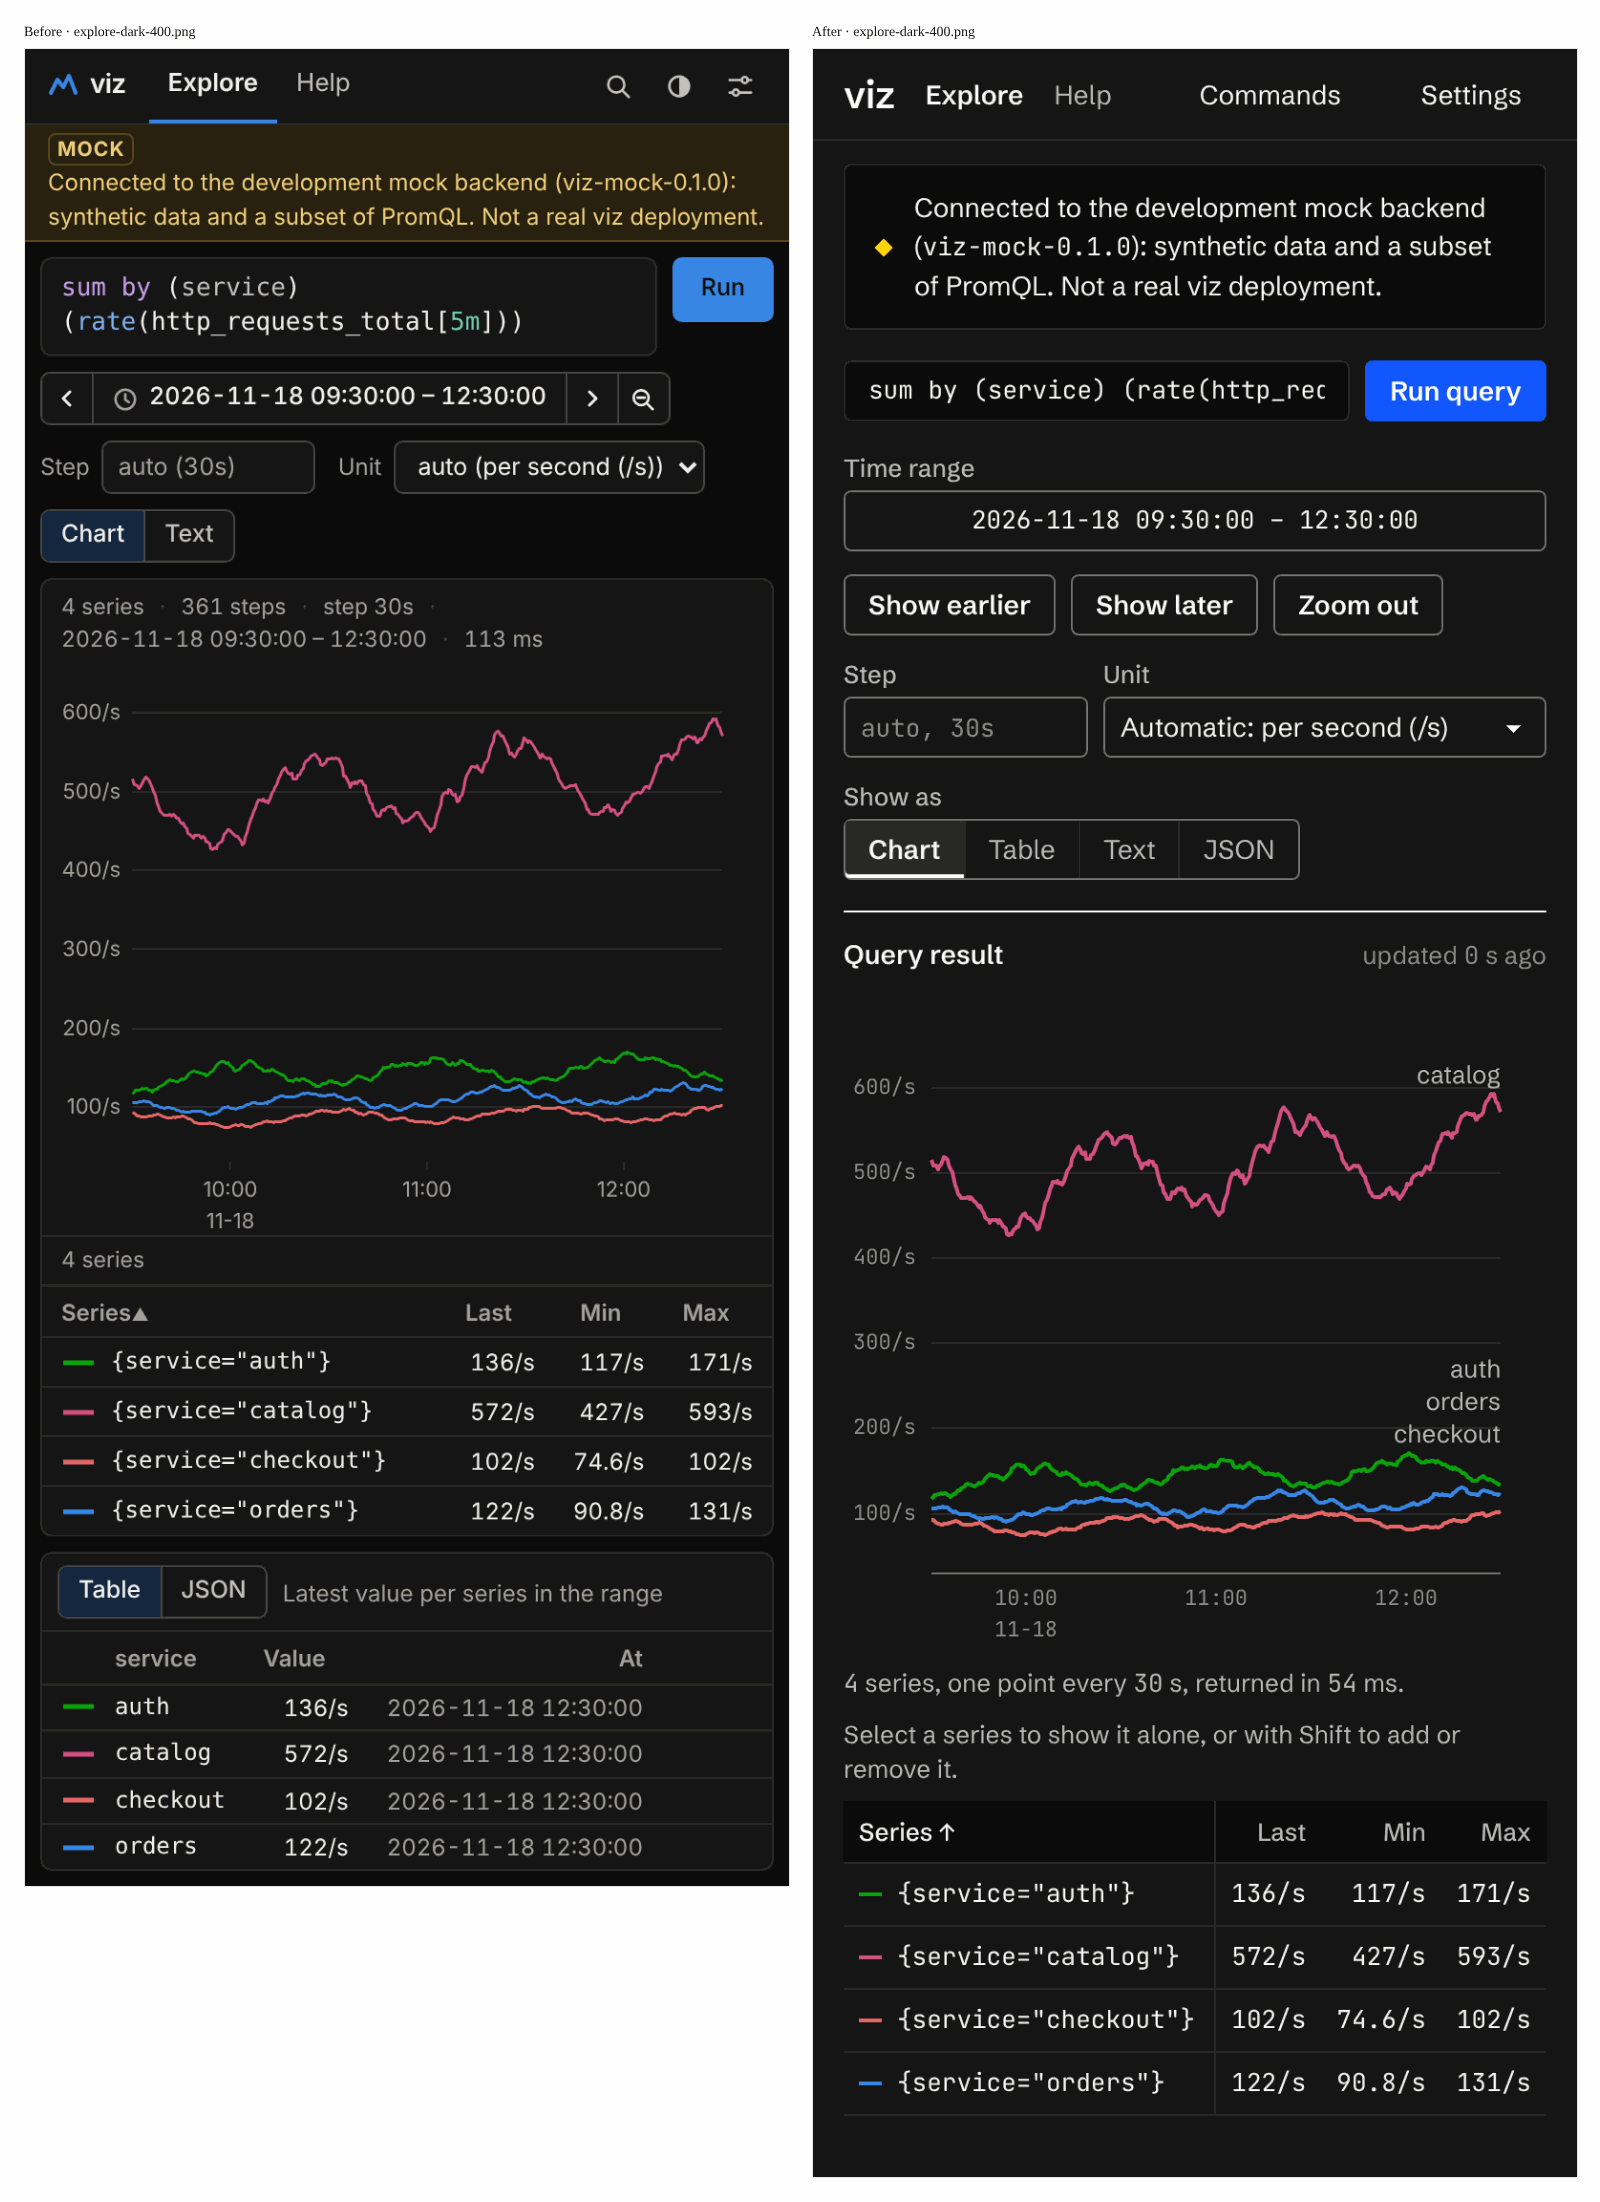 Before · explore-dark-400.png
viz Explore Help
MOCK
Connected to the development mock backend (viz-mock-0.1.0):
synthetic data and a subset of PromQL. Not a real viz deployment.
sum by (service)
(rate(http_requests_total[5m]))
Run
2026-11-18 09:30:00 – 12:30:00
Step auto (30s) Unit auto (per second (/s))
Chart Text
4 series · 361 steps · step 30s ·
2026-11-18 09:30:00 – 12:30:00 · 113 ms
600/s
500/s
400/s
300/s
200/s
100/s
10:00 11:00 12:00
11-18
4 series
Series▲ Last Min Max
{service="auth"} 136/s 117/s 171/s
{service="catalog"} 572/s 427/s 593/s
{service="checkout"} 102/s 74.6/s 102/s
{service="orders"} 122/s 90.8/s 131/s
Table JSON Latest value per series in the range
service Value At
auth 136/s 2026-11-18 12:30:00
catalog 572/s 2026-11-18 12:30:00
checkout 102/s 2026-11-18 12:30:00
orders 122/s 2026-11-18 12:30:00
After · explore-dark-400.png
viz Explore Help Commands Settings
Connected to the development mock backend
(viz-mock-0.1.0): synthetic data and a subset
of PromQL. Not a real viz deployment.
sum by (service) (rate(http_req
Run query
Time range
2026-11-18 09:30:00 – 12:30:00
Show earlier Show later Zoom out
Step Unit
auto, 30s Automatic: per second (/s)
Show as
Chart Table Text JSON
Query result updated 0 s ago
catalog
600/s
500/s
400/s
300/s
auth
orders
200/s
checkout
100/s
10:00 11:00 12:00
11-18
4 series, one point every 30 s, returned in 54 ms.
Select a series to show it alone, or with Shift to add or
remove it.
Series ↑ Last Min Max
{service="auth"} 136/s 117/s 171/s
{service="catalog"} 572/s 427/s 593/s
{service="checkout"} 102/s 74.6/s 102/s
{service="orders"} 122/s 90.8/s 131/s